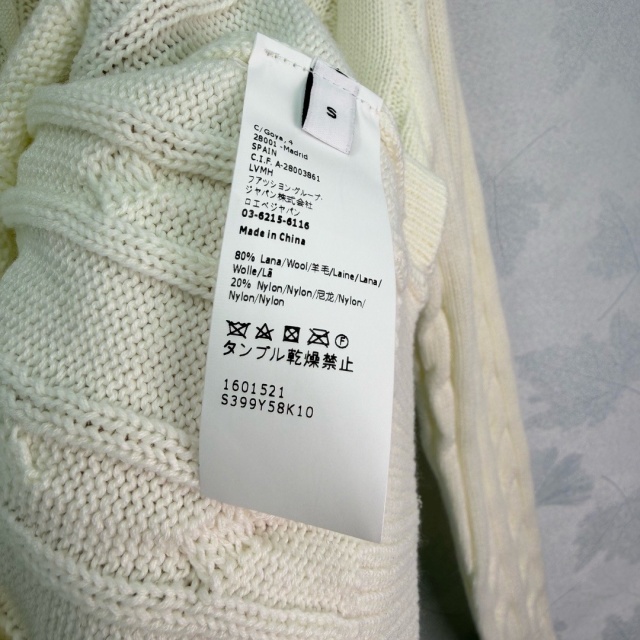 S
C/Goya, 4
28001 - Madrid
SPAIN
C.I.F. A-28003861
LVMH
ファッション・グループ・
ジャパン株式会社
ロエベジャパン
03-6215-6116
Made in China
80% Lana/Wool/羊毛/Laine/Lana/
Wolle/Lã
20% Nylon/Nylon/尼龙/Nylon/
Nylon/Nylon
F
タンブル乾燥禁止
1601521
S399Y58K10